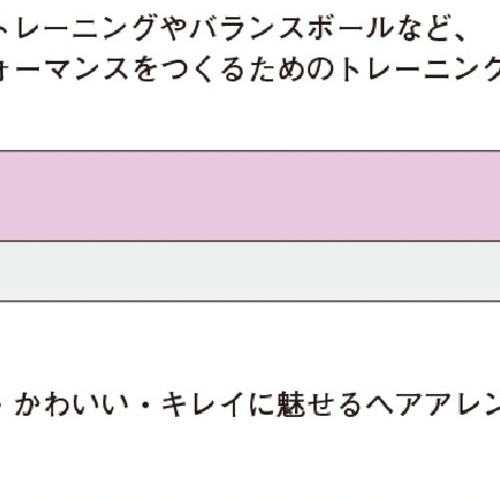 トレーニングやバランスボールなど、
ォーマンスをつくるためのトレーニング
・かわいい・キレイに魅せるヘアアレン